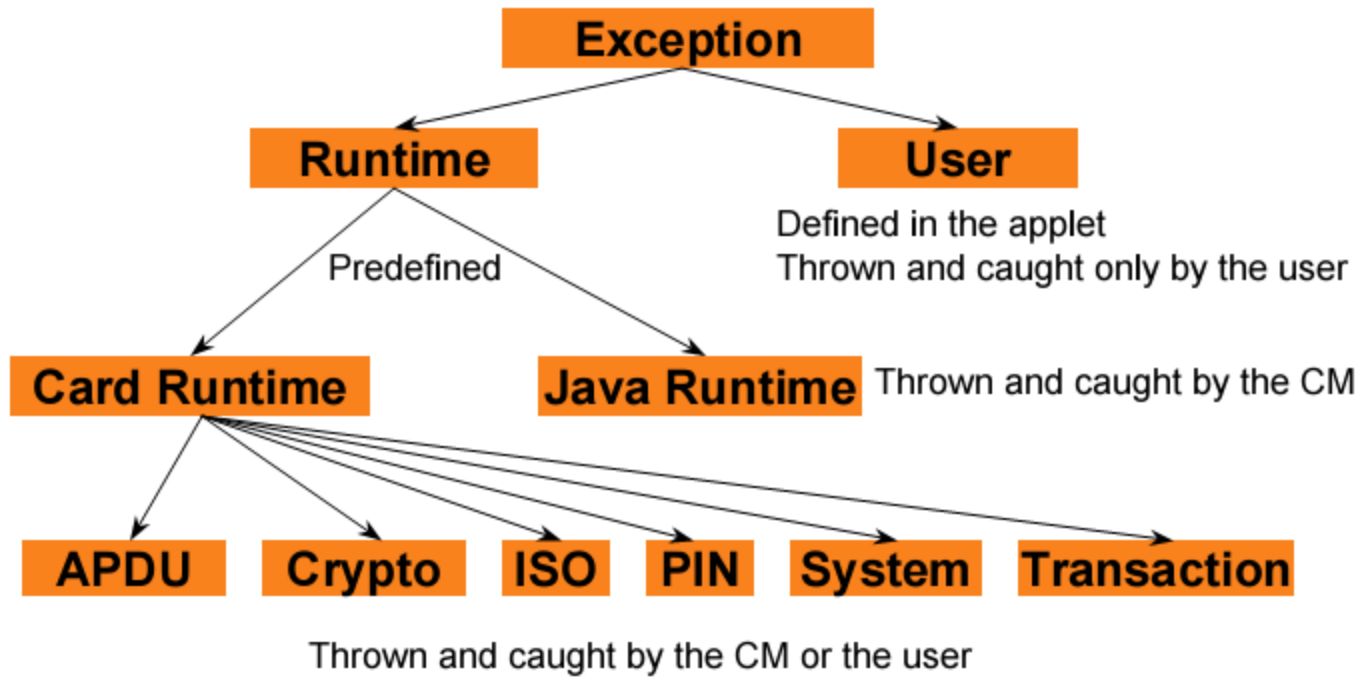 Exception
Runtime
User
Defined in the applet
Thrown and caught only by the user
Predefined
Card Runtime
Java Runtime
Thrown and caught by the CM
APDU
Crypto
ISO
PIN
System
Transaction
Thrown and caught by the CM or the user